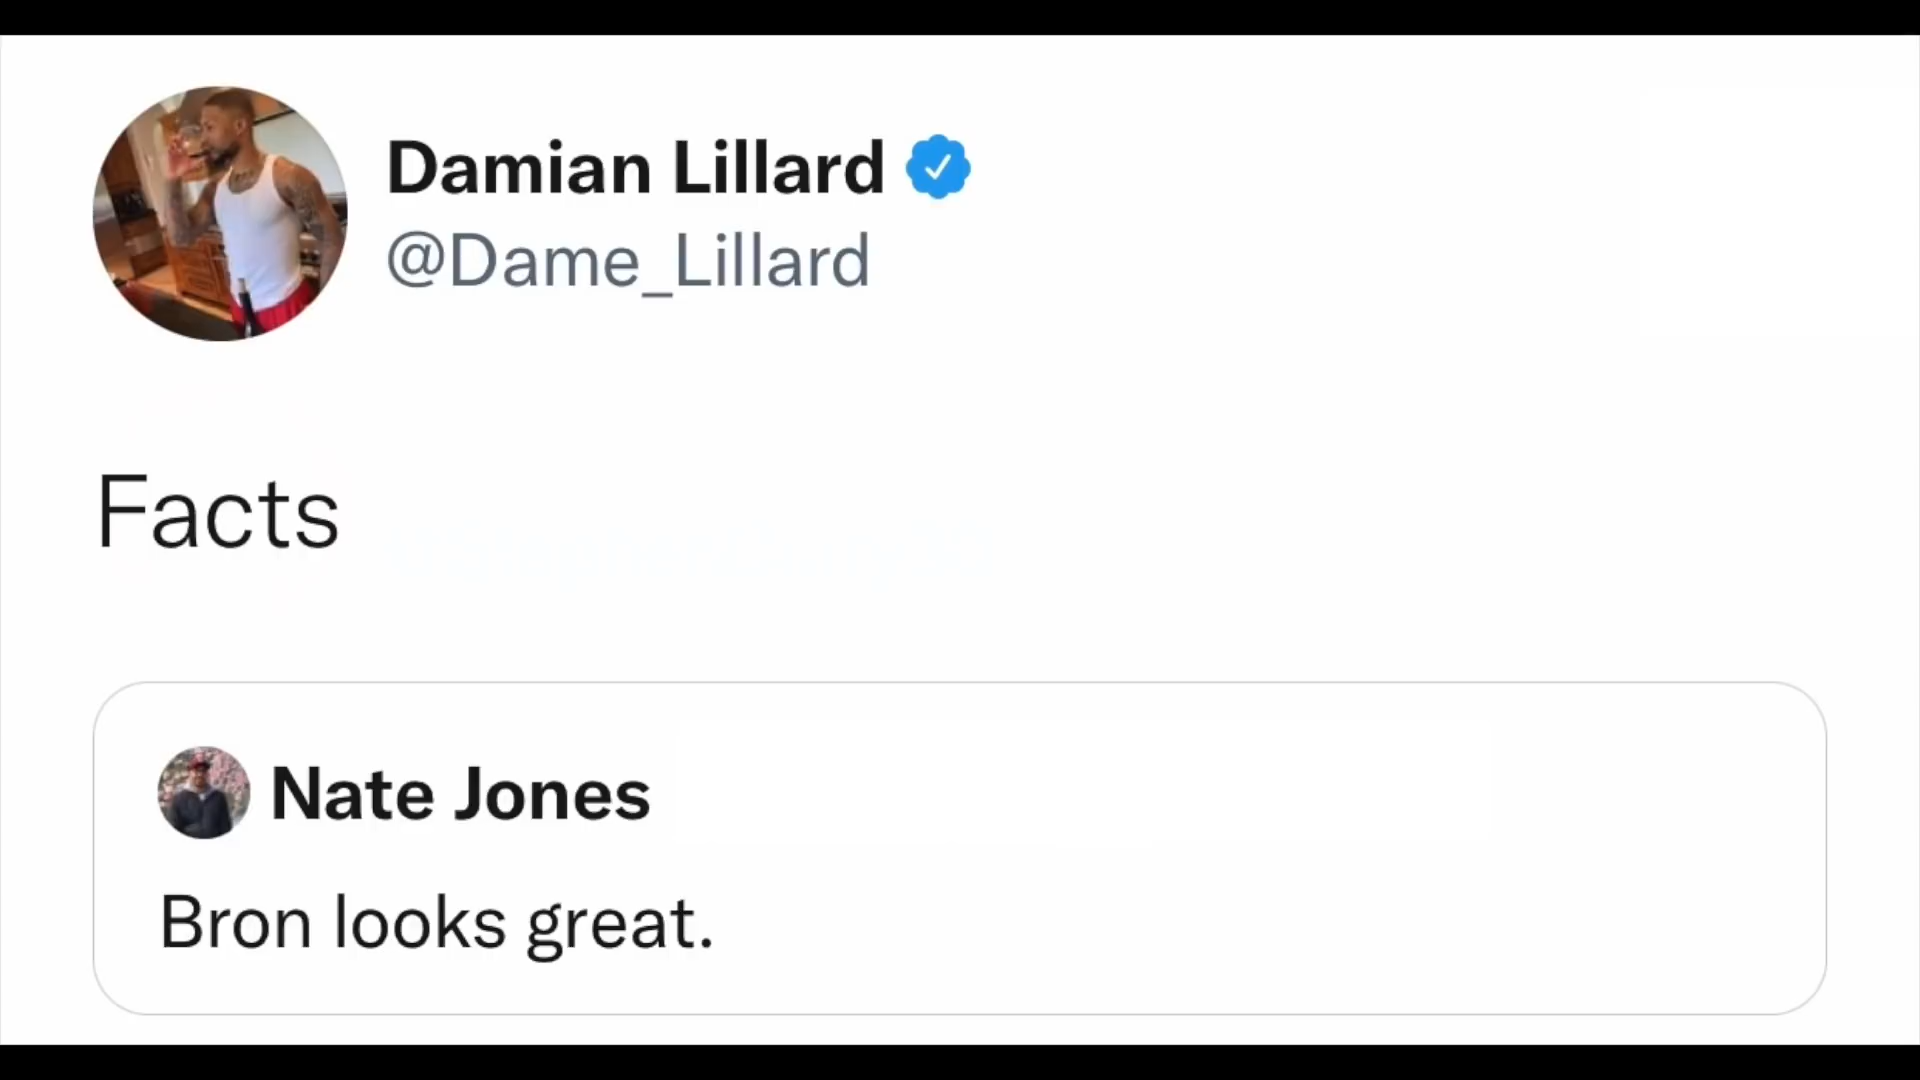 Damian Lillard
@Dame_Lillard
Facts
Nate Jones
Bron looks great.